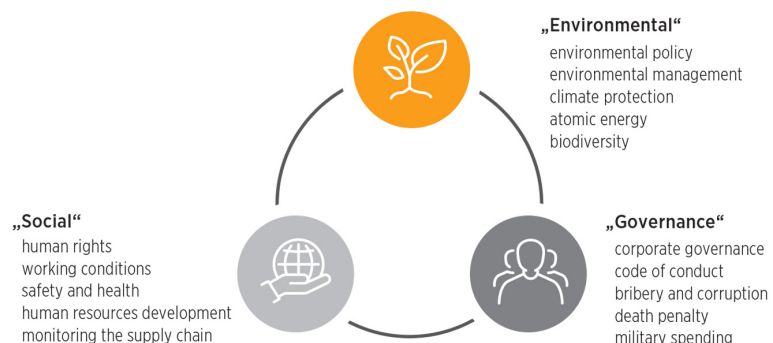 „Environmental“
environmental policy
environmental management
climate protection
atomic energy
biodiversity
„Social“
human rights
working conditions
safety and health
human resources development
monitoring the supply chain
„Governance“
corporate governance
code of conduct
bribery and corruption
death penalty
military spending